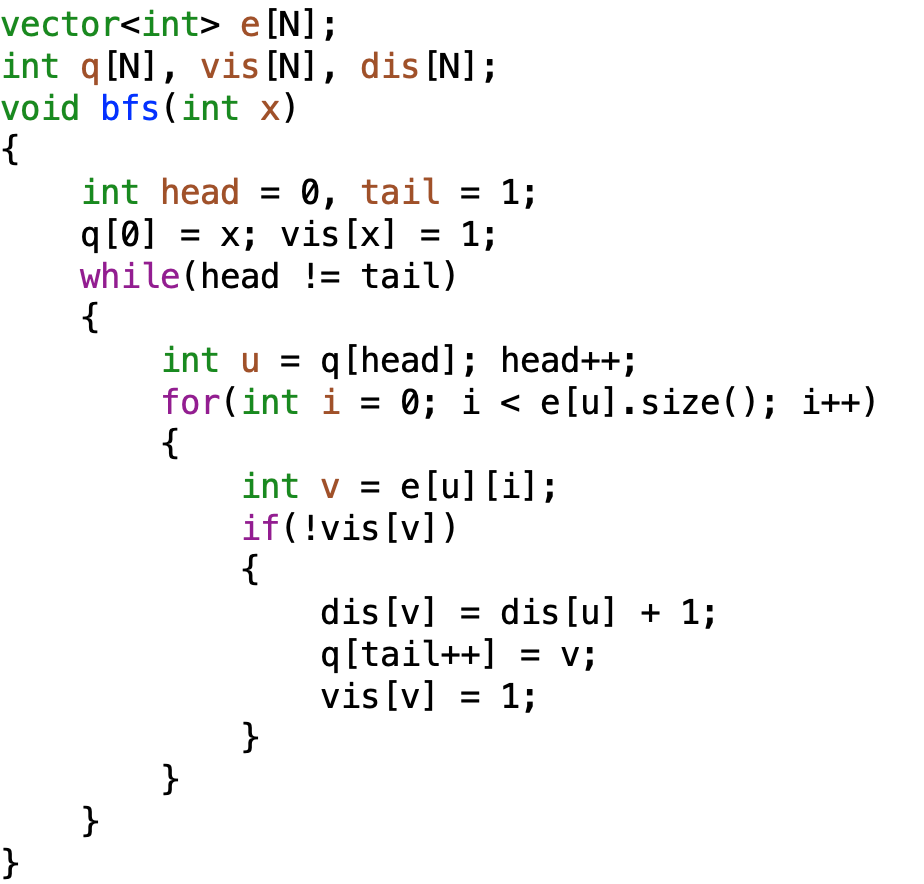 vector<int> e[N];
int q[N], vis[N], dis[N];
void bfs(int x)
{
    int head = 0, tail = 1;
    q[0] = x; vis[x] = 1;
    while(head != tail)
    {
        int u = q[head]; head++;
        for(int i = 0; i < e[u].size(); i++)
        {
            int v = e[u][i];
            if(!vis[v])
            {
                dis[v] = dis[u] + 1;
                q[tail++] = v;
                vis[v] = 1;
            }
        }
    }
}